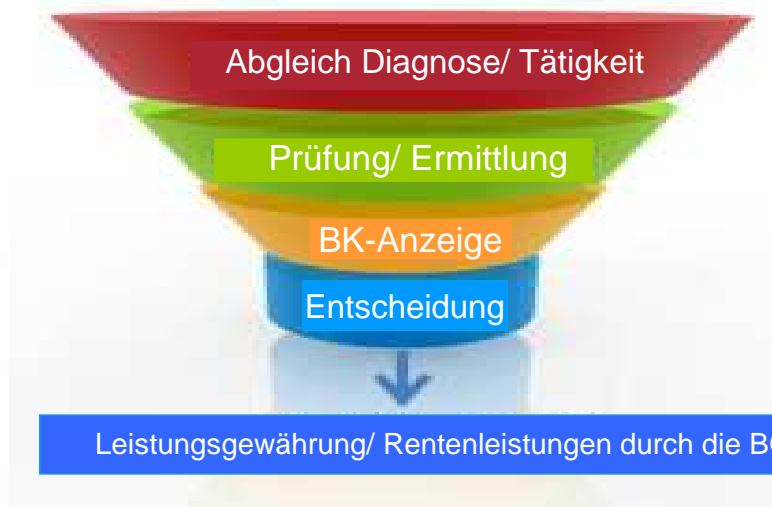 Abgleich Diagnose/ Tätigkeit
Prüfung/ Ermittlung
BK-Anzeige
Entscheidung
Leistungsgewährung/ Rentenleistungen durch die